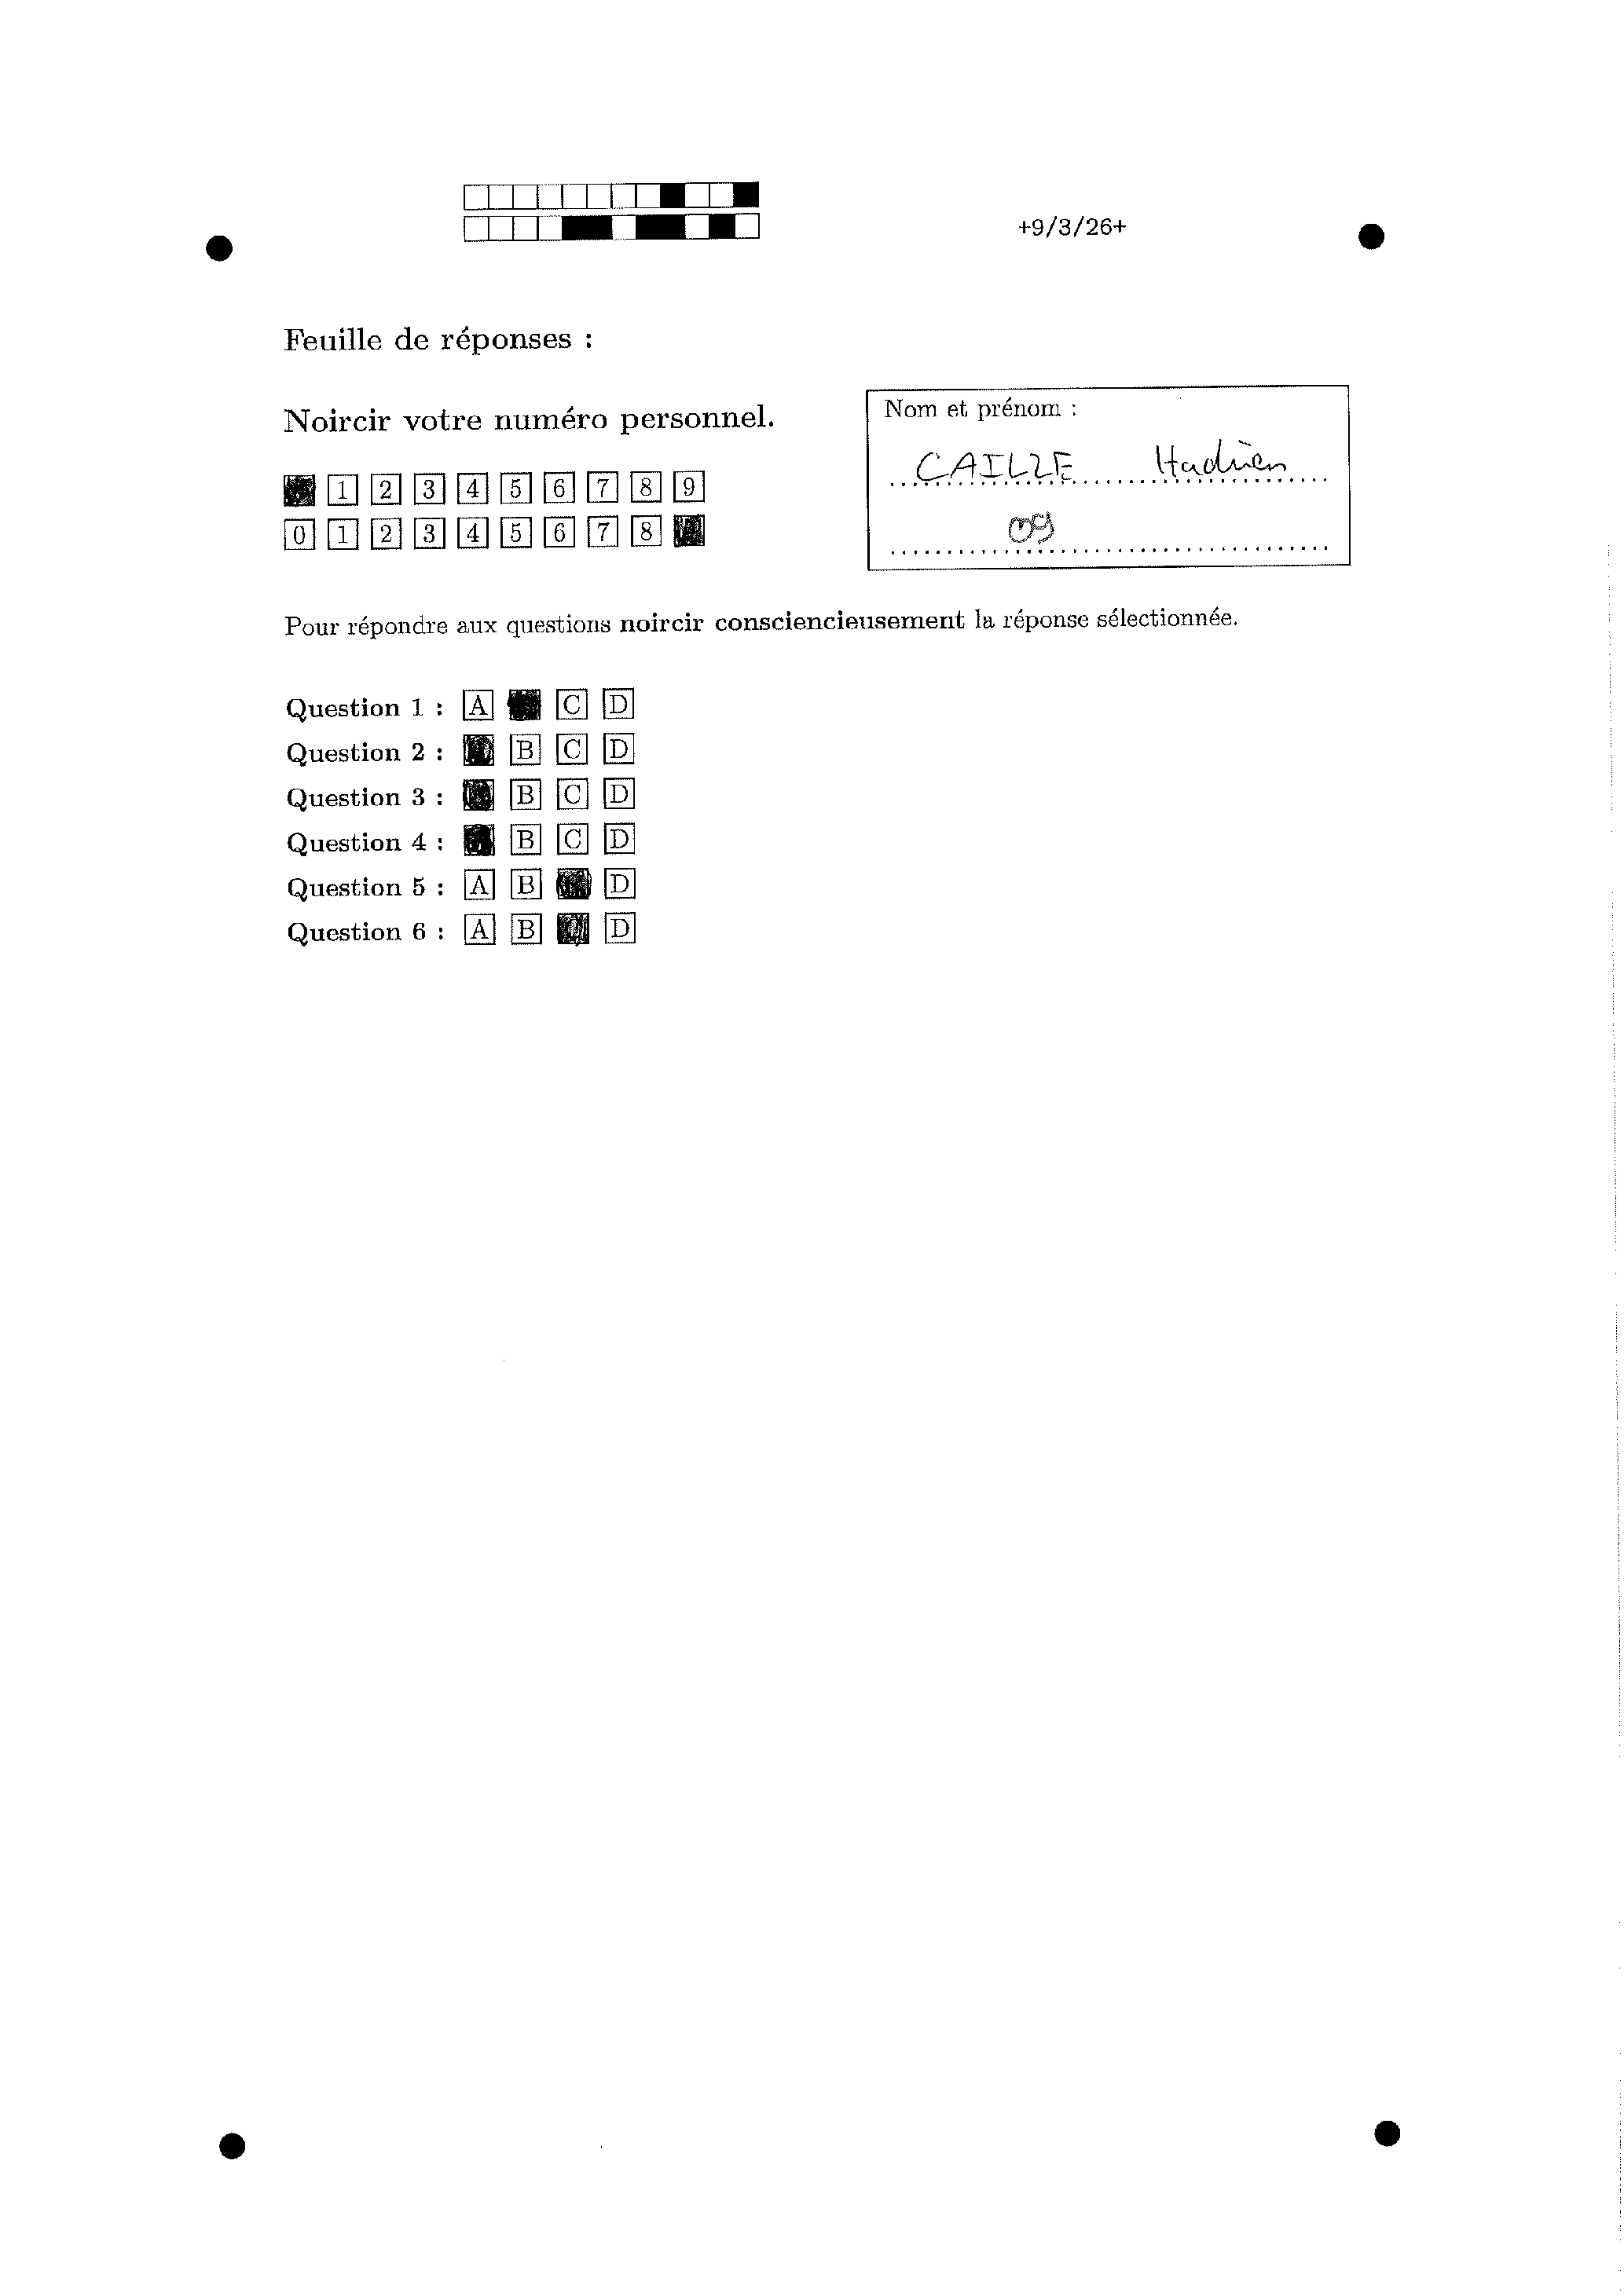 +9/3/26+
Feuille de réponses :
Noircir votre numéro personnel.
Nom et prénom :
CAILLE Hadrien
09
1 2 3 4 5 6 7 8 9
0 1 2 3 4 5 6 7 8
Pour répondre aux questions noircir consciencieusement la réponse sélectionnée.
Question 1 : A C D
Question 2 : B C D
Question 3 : B C D
Question 4 : B C D
Question 5 : A B D
Question 6 : A B D